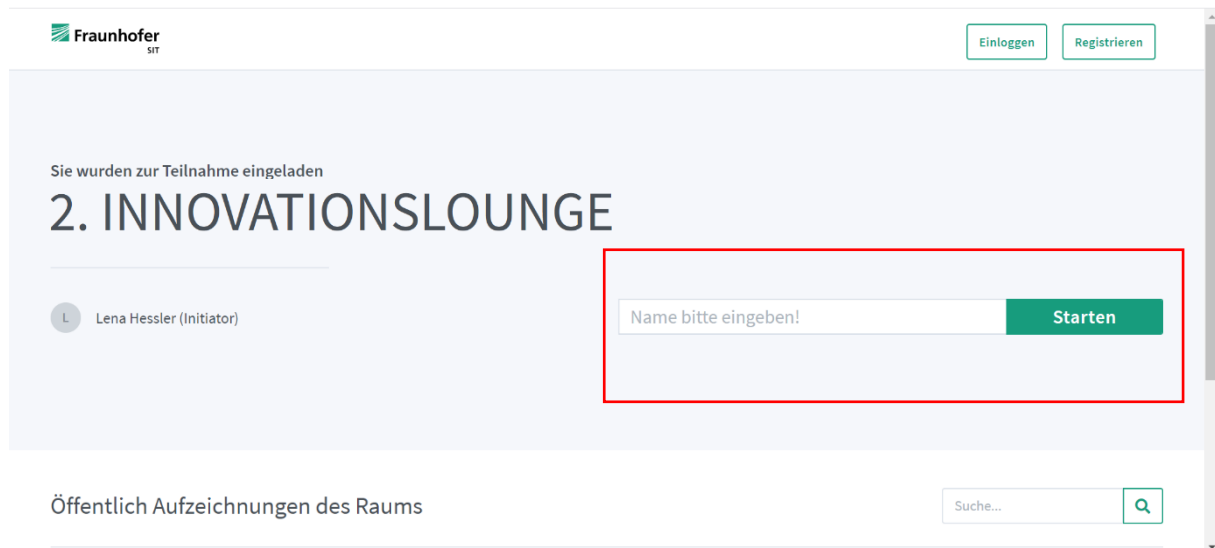 Fraunhofer
SIT
Einloggen
Registrieren
Sie wurden zur Teilnahme eingeladen
2. INNOVATIONSLOUNGE
L
Lena Hessler (Initiator)
Name bitte eingeben!
Starten
Öffentlich Aufzeichnungen des Raums
Suche...